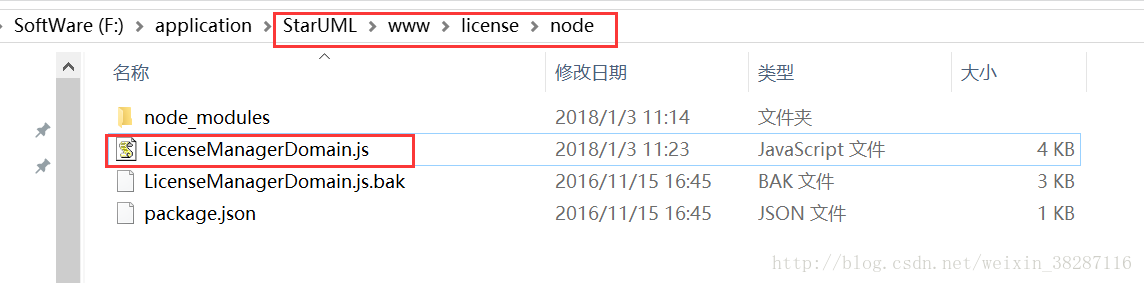 SoftWare (F:) > application > StarUML > www > license > node
名称 修改日期 类型 大小
node_modules 2018/1/3 11:14 文件夹
LicenseManagerDomain.js 2018/1/3 11:23 JavaScript 文件 4 KB
LicenseManagerDomain.js.bak 2016/11/15 16:45 BAK 文件 3 KB
package.json 2016/11/15 16:45 JSON 文件 1 KB
http://blog.csdn.net/weixin_38287116